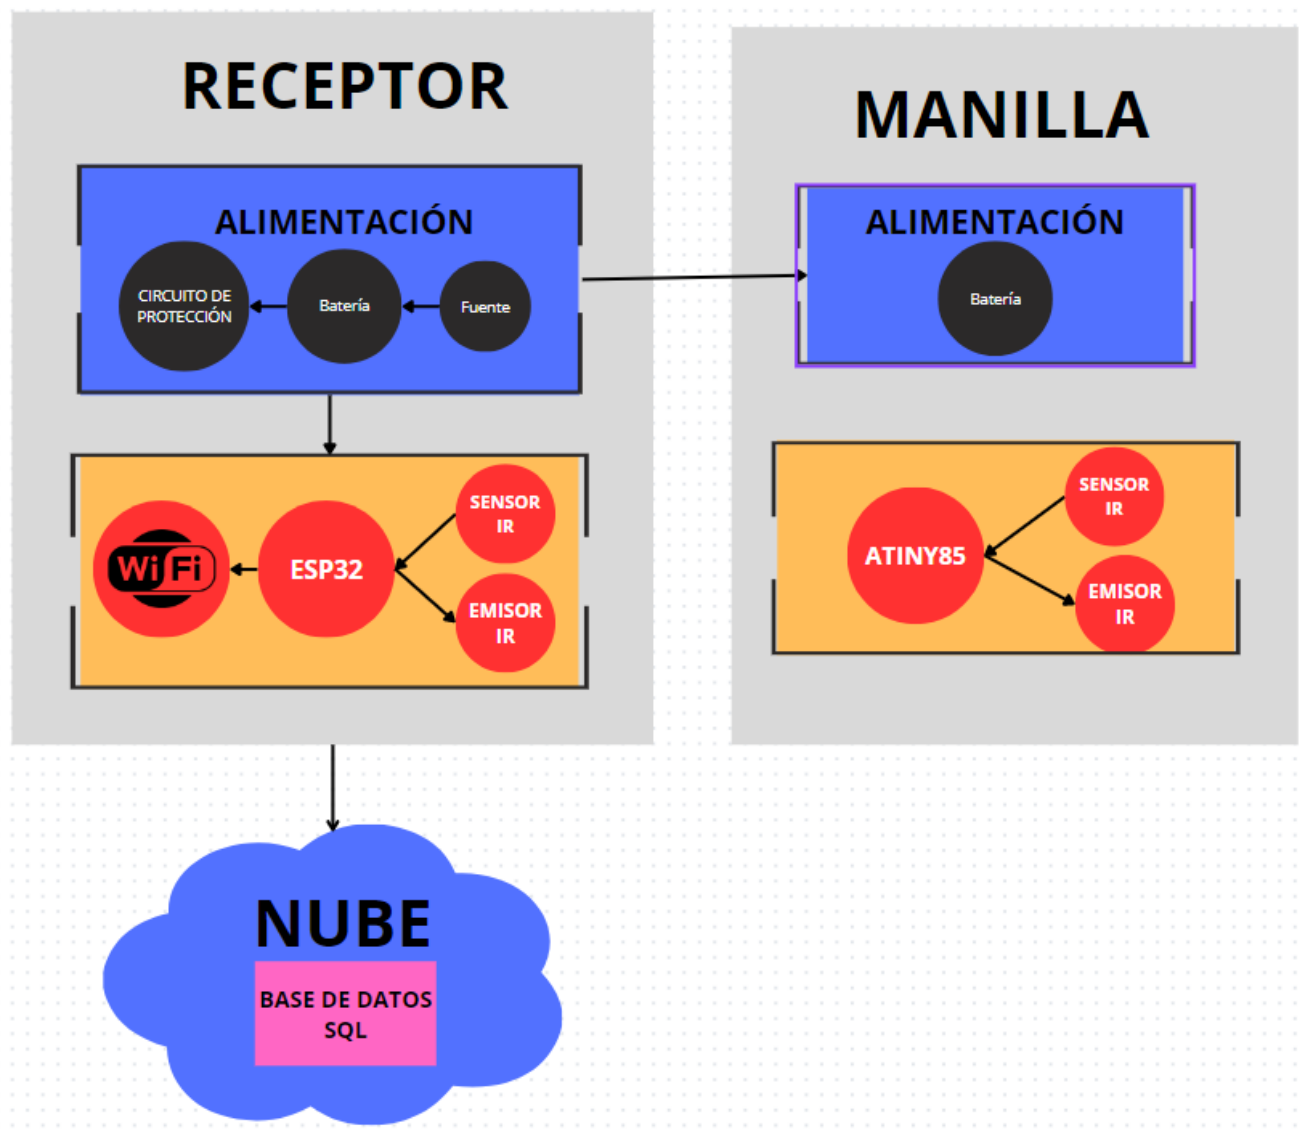 RECEPTOR
ALIMENTACIÓN
CIRCUITO DE
PROTECCIÓN
Batería
Fuente
WiFi
ESP32
SENSOR
IR
EMISOR
IR
MANILLA
ALIMENTACIÓN
Batería
ATINY85
SENSOR
IR
EMISOR
IR
NUBE
BASE DE DATOS
SQL